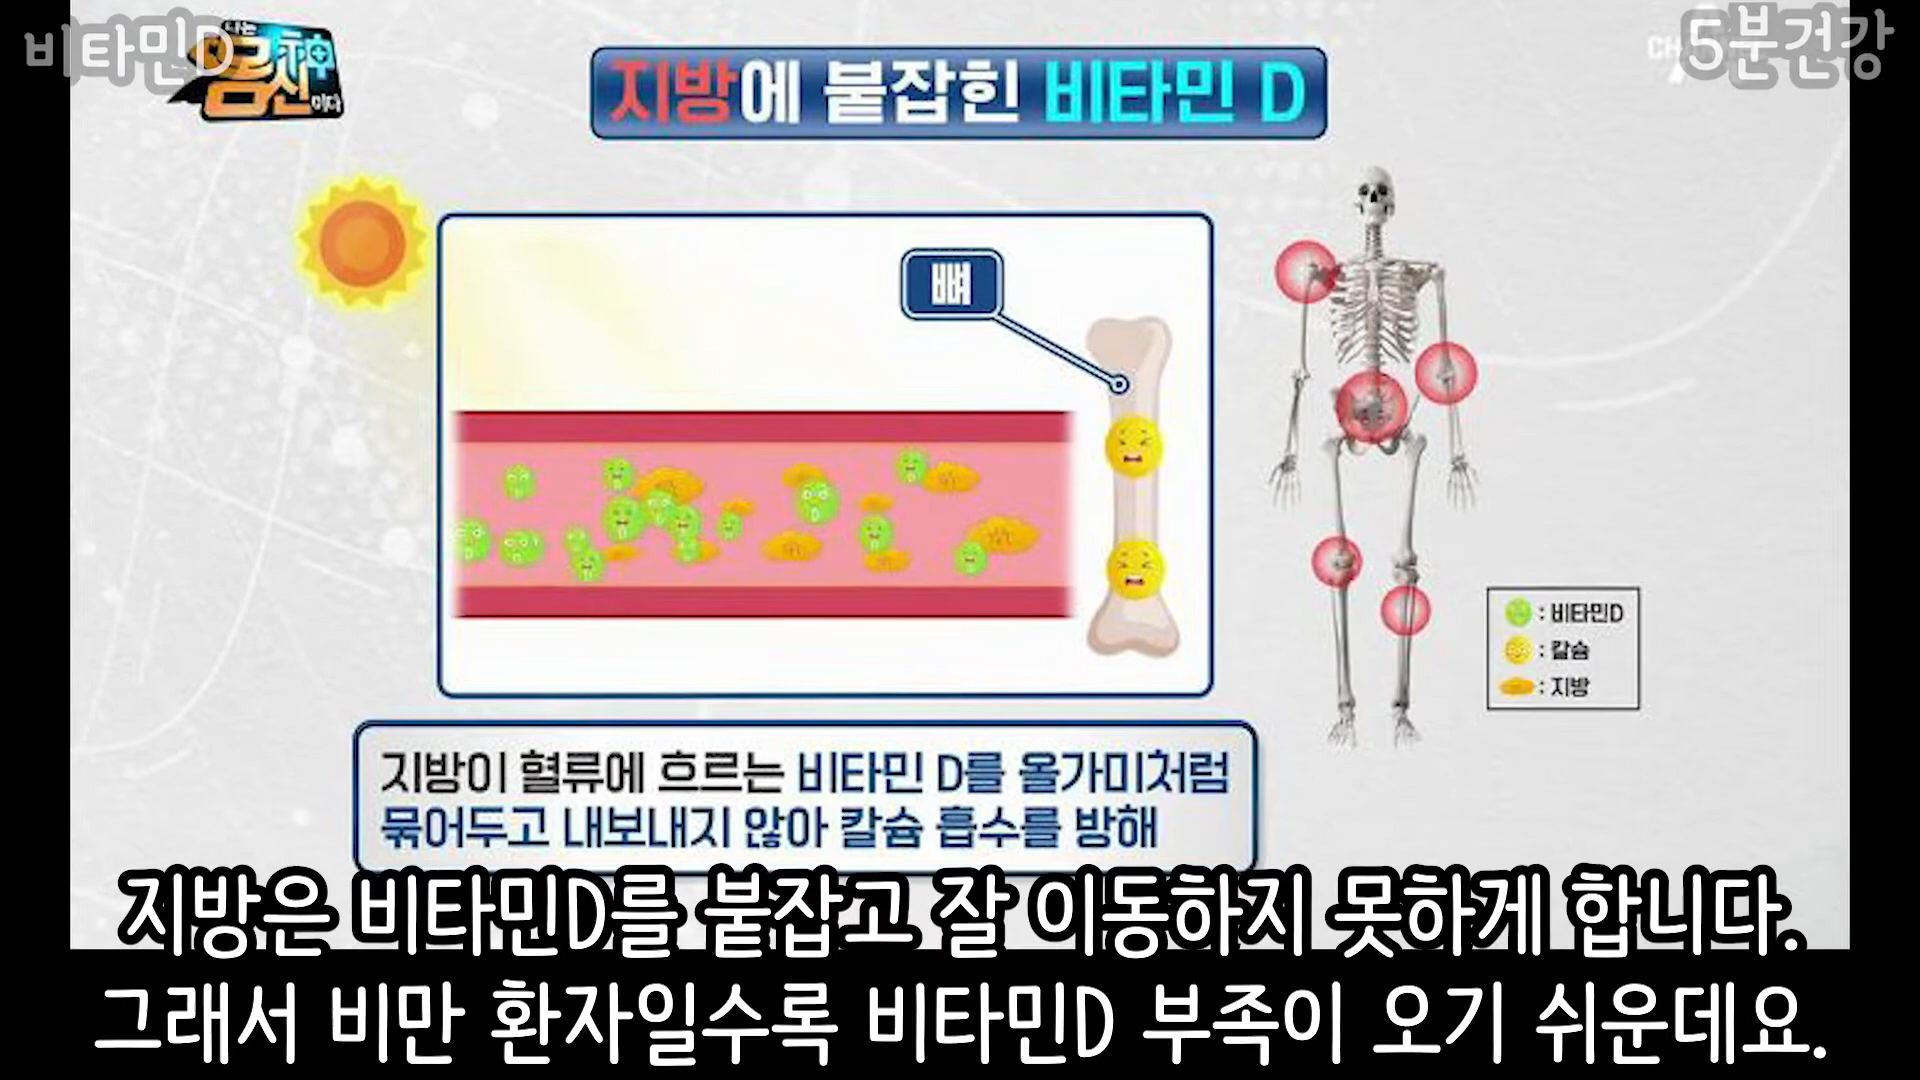 비타민D
나는
몸神
신이다
5분건강
지방에 붙잡힌 비타민 D
뼈
: 비타민D
: 칼슘
: 지방
지방이 혈류에 흐르는 비타민 D를 올가미처럼
묶어두고 내보내지 않아 칼슘 흡수를 방해
지방은 비타민D를 붙잡고 잘 이동하지 못하게 합니다.
그래서 비만 환자일수록 비타민D 부족이 오기 쉬운데요.